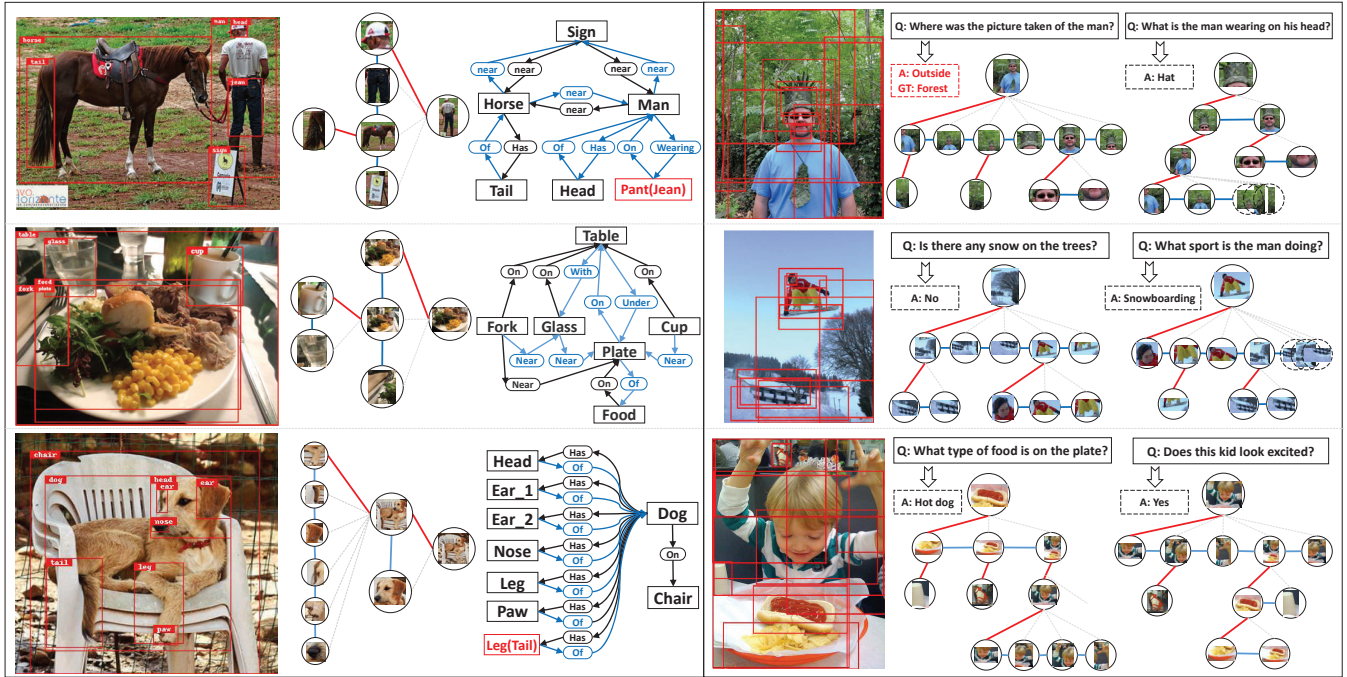 man head
horse
tail
jean
sign
Horizonte
Sign
near
near
near
near
Horse
near
near
Man
Of
Has
Of
Has
On
Wearing
Tail
Head
Pant(Jean)
table
glass
cup
food
fork
plate
Table
On
On
With
On
On
Under
Fork
Glass
Cup
Near
Near
Plate
Near
Near
On
Of
Food
chair
dog
head
ear
ear
nose
tail
leg
paw
Head
Has
Of
Ear_1
Has
Of
Ear_2
Has
Of
Nose
Has
Of
Leg
Has
Of
Paw
Has
Of
Leg(Tail)
Has
Of
Dog
On
Chair
Q: Where was the picture taken of the man?
A: Outside
GT: Forest
Q: What is the man wearing on his head?
A: Hat
Q: Is there any snow on the trees?
A: No
Q: What sport is the man doing?
A: Snowboarding
Q: What type of food is on the plate?
A: Hot dog
Q: Does this kid look excited?
A: Yes